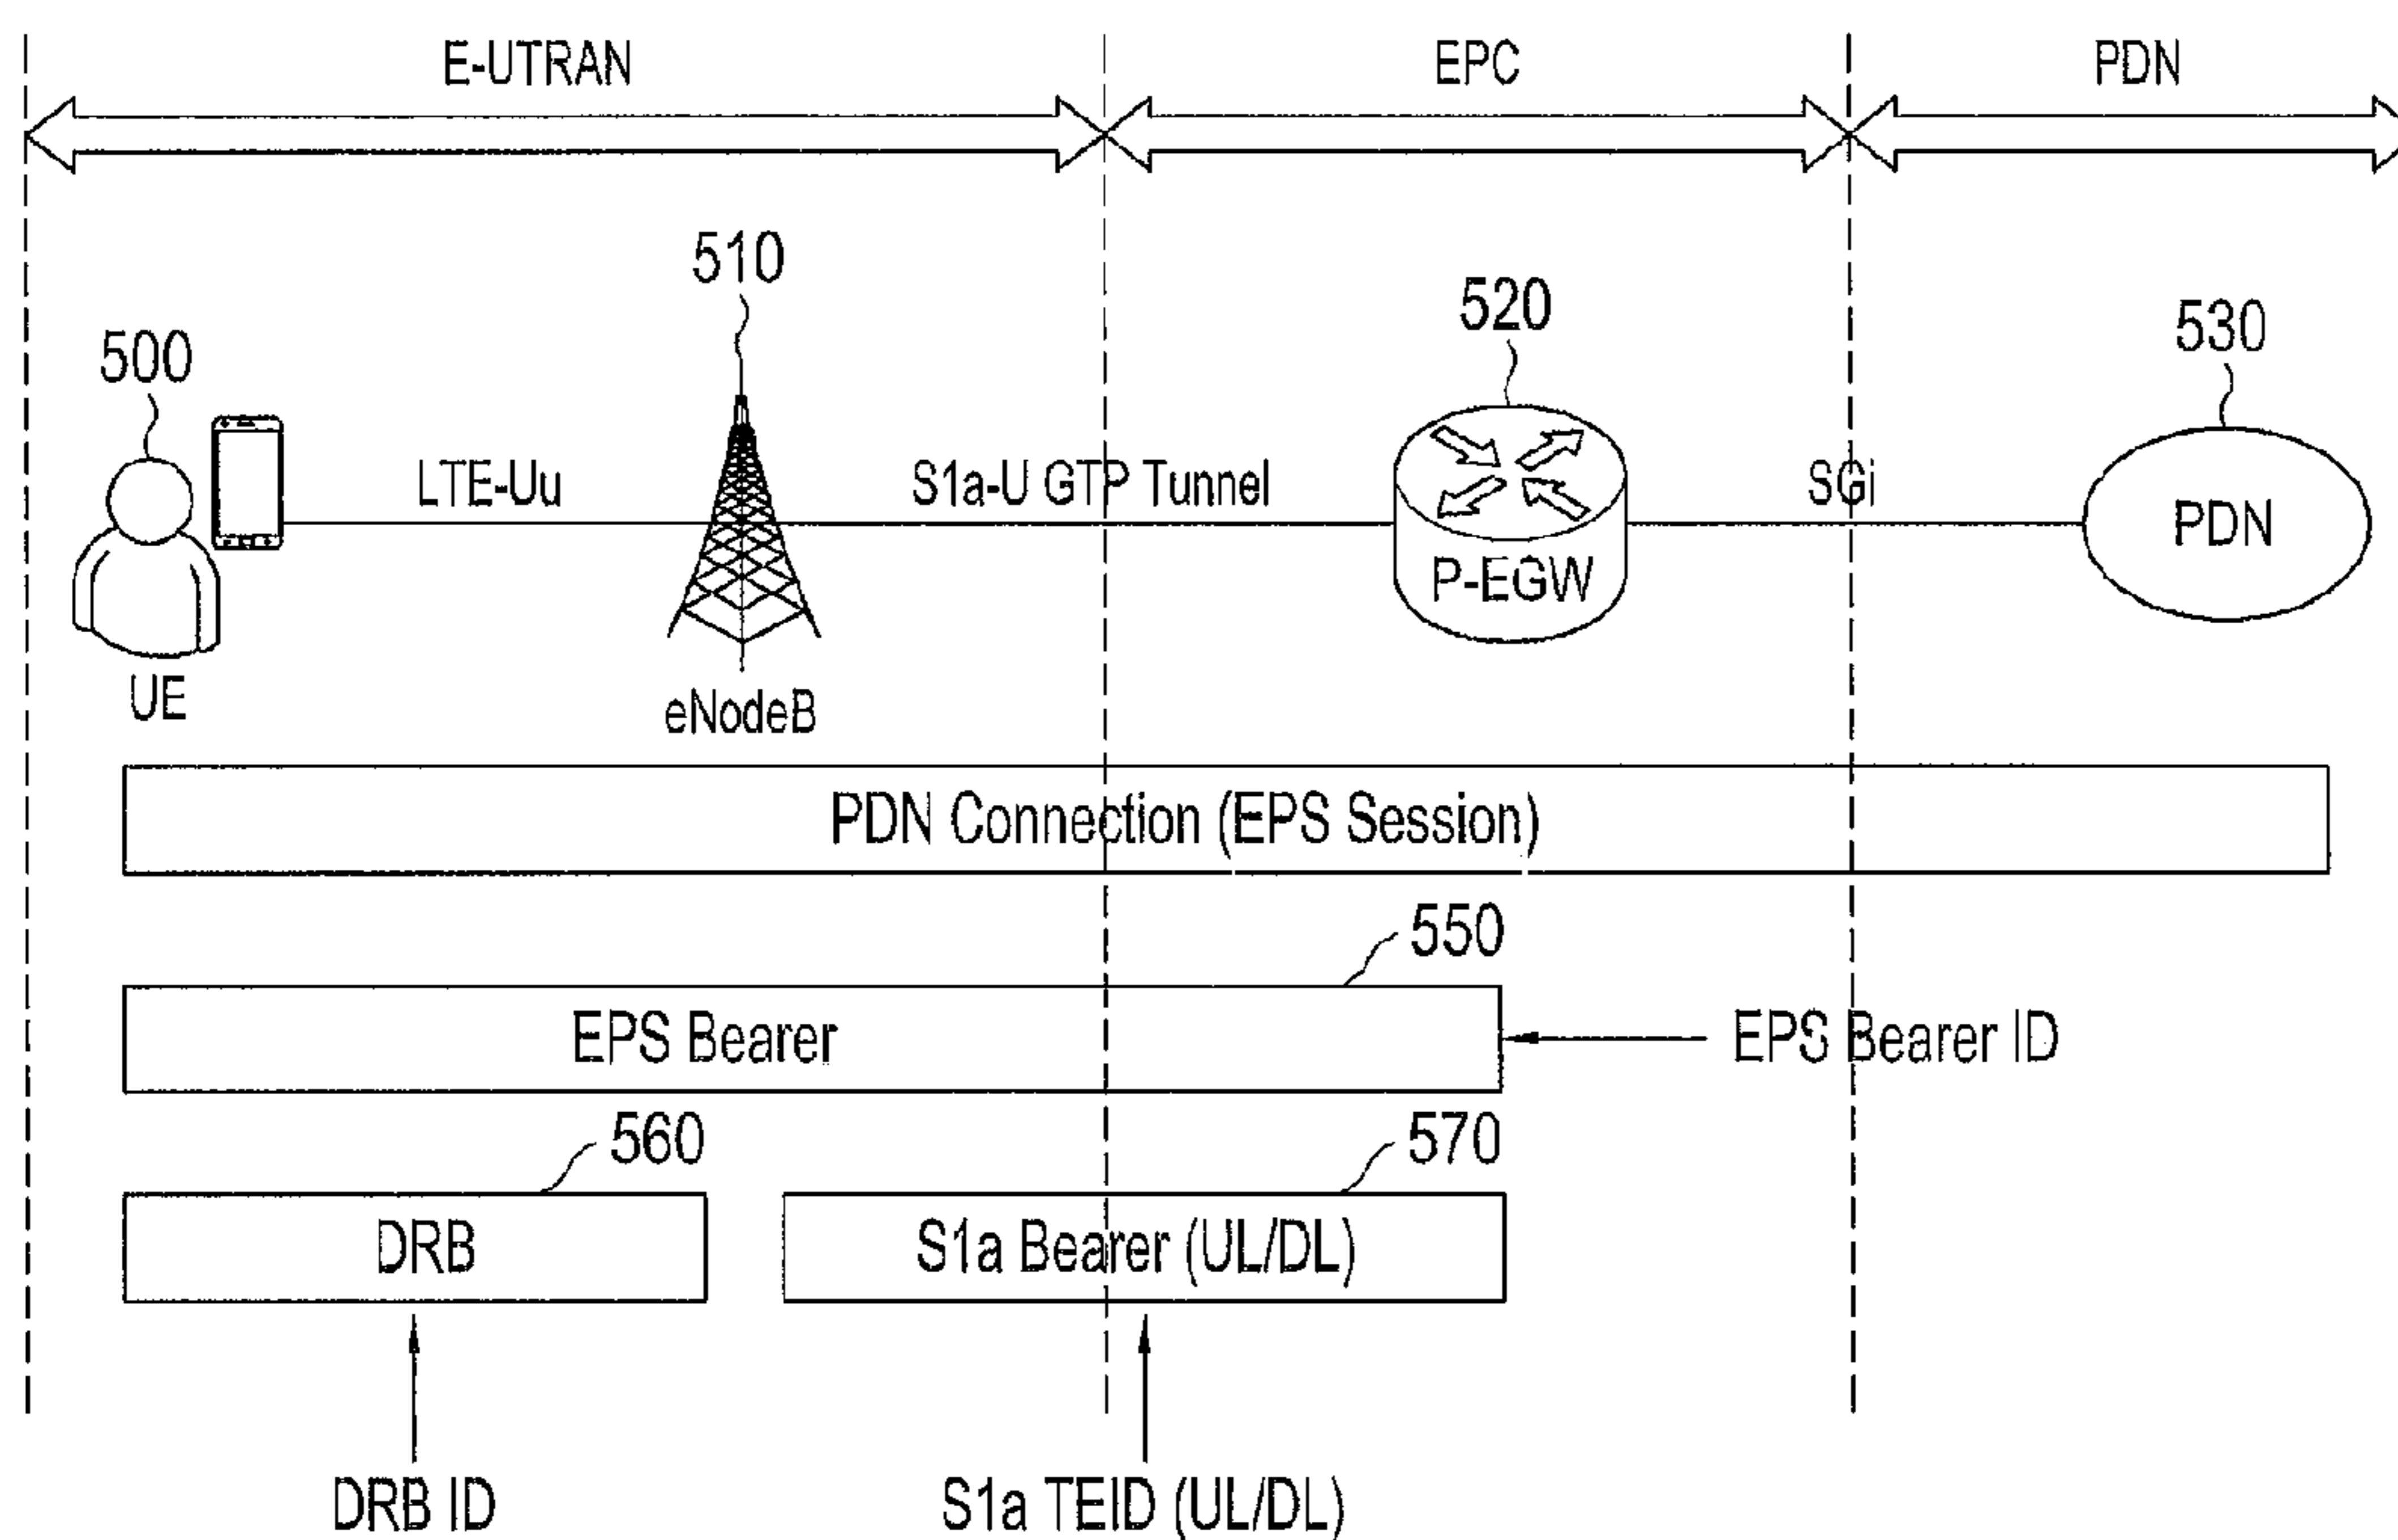 E-UTRAN
EPC
PDN
510
520
530
500
LTE-Uu
S1a-U GTP Tunnel
SGi
PDN
P-EGW
UE
eNodeB
PDN Connection (EPS Session)
550
EPS Bearer
EPS Bearer ID
560
570
DRB
S1a Bearer (UL/DL)
DRB ID
S1a TEID (UL/DL)